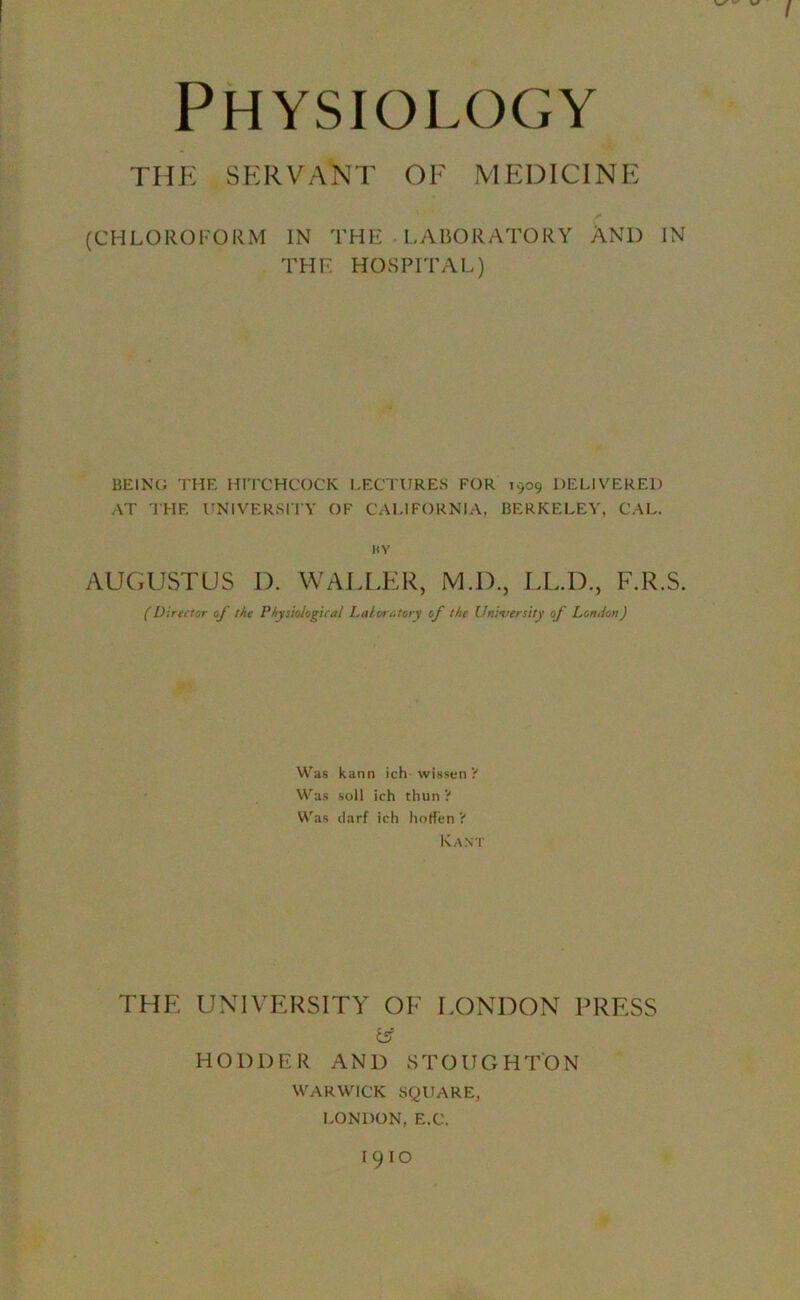 PHYSIOLOGY
THE SERVANT OF MEDICINE
(CHLOROFORM IN THE LABORATORY AND IN
THE HOSPITAL)
BEING THE HITCHCOCK LECTURES FOR 1909 DELIVERED
AT THE UNIVERSITY OF CALIFORNIA, BERKELEY, CAL.
BY
AUGUSTUS D. WALLER, M.D., LL.D., F.R.S.
(Director of the Physiological Laboratory of the University of London)
Was kann ich wissen?
Was soll ich thun?
Was darf ich hoffen?
KANT
THE UNIVERSITY OF LONDON PRESS
&
HODDER AND STOUGHTON
WARWICK SQUARE,
LONDON, E.C.
1910